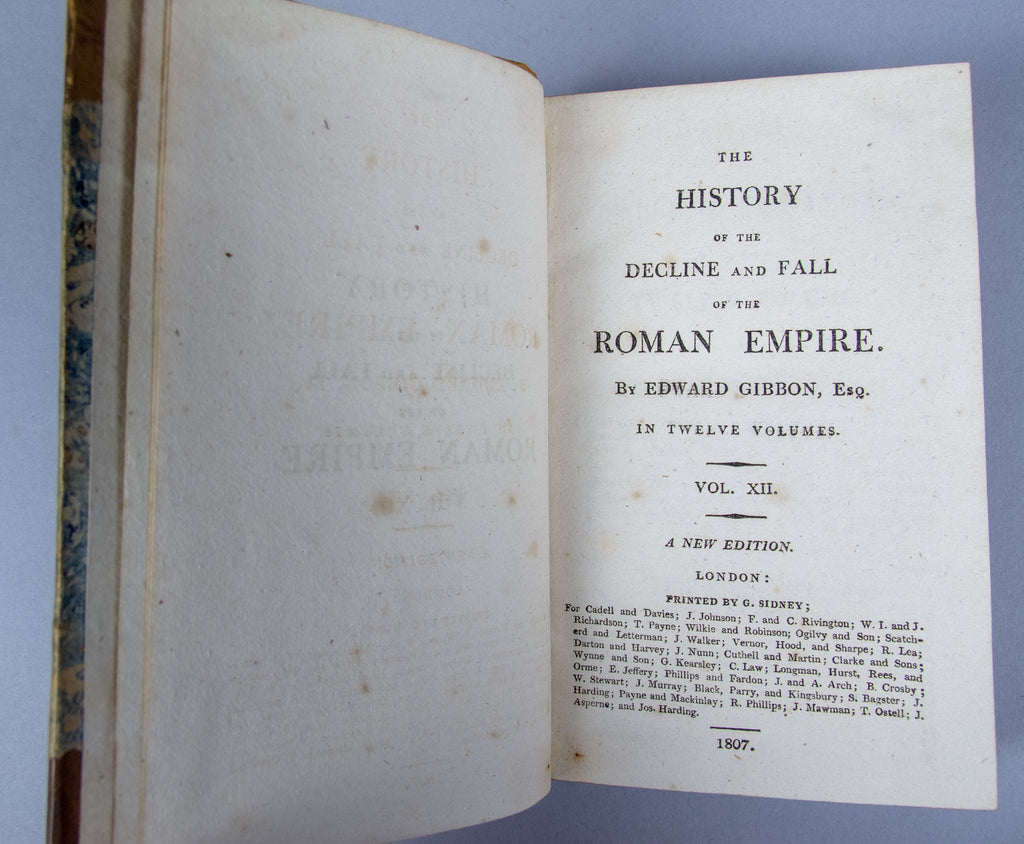 THE
HISTORY
OF THE
DECLINE AND FALL
OF THE
ROMAN EMPIRE.
By EDWARD GIBBON, Esq.
IN TWELVE VOLUMES.
VOL. XII.
A NEW EDITION.
LONDON:
PRINTED BY G. SIDNEY;
For Cadell and Davies; J. Johnson; F. and C. Rivington; W. I. and J.
Richardson; T. Payne; Wilkie and Robinson; Ogilvy and Son; Scatch-
erd and Letterman; J. Walker; Vernor, Hood, and Sharpe; R. Lea;
Darton and Harvey; J. Nunn; Cuthell and Martin; Clarke and Sons;
Wynne and Son; G. Kearsley; C. Law; Longman, Hurst, Rees, and
Orme; E. Jeffery; Phillips and Fardon; J. and A. Arch; B. Crosby;
W. Stewart; J. Murray; Black, Parry, and Kingsbury; S. Bagster; J.
Harding; Payne and Mackinlay; R. Phillips; J. Mawman; T. Ostell; J.
Asperne; and Jos. Harding.
1807.